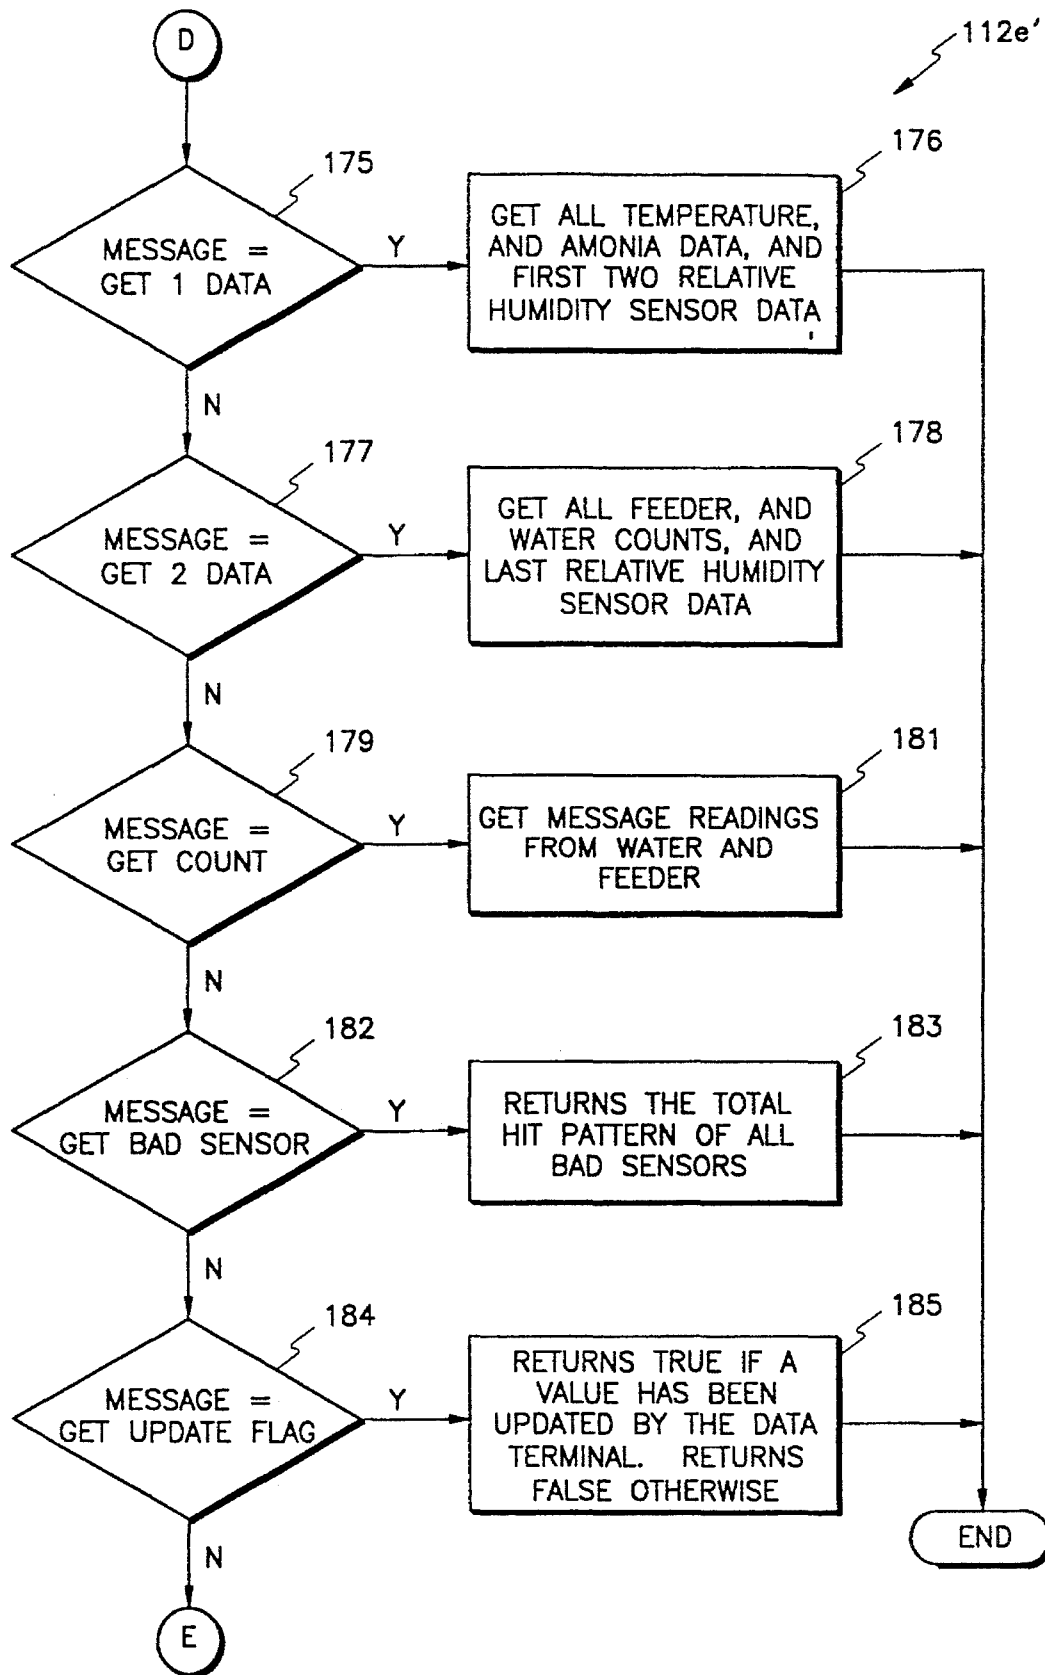 D
112e'
175
MESSAGE =
GET 1 DATA
Y
176
GET ALL TEMPERATURE,
AND AMONIA DATA, AND
FIRST TWO RELATIVE
HUMIDITY SENSOR DATA
N
177
MESSAGE =
GET 2 DATA
Y
178
GET ALL FEEDER, AND
WATER COUNTS, AND
LAST RELATIVE HUMIDITY
SENSOR DATA
N
179
MESSAGE =
GET COUNT
Y
181
GET MESSAGE READINGS
FROM WATER AND
FEEDER
N
182
MESSAGE =
GET BAD SENSOR
Y
183
RETURNS THE TOTAL
HIT PATTERN OF ALL
BAD SENSORS
N
184
MESSAGE =
GET UPDATE FLAG
Y
185
RETURNS TRUE IF A
VALUE HAS BEEN
UPDATED BY THE DATA
TERMINAL. RETURNS
FALSE OTHERWISE
N
END
E